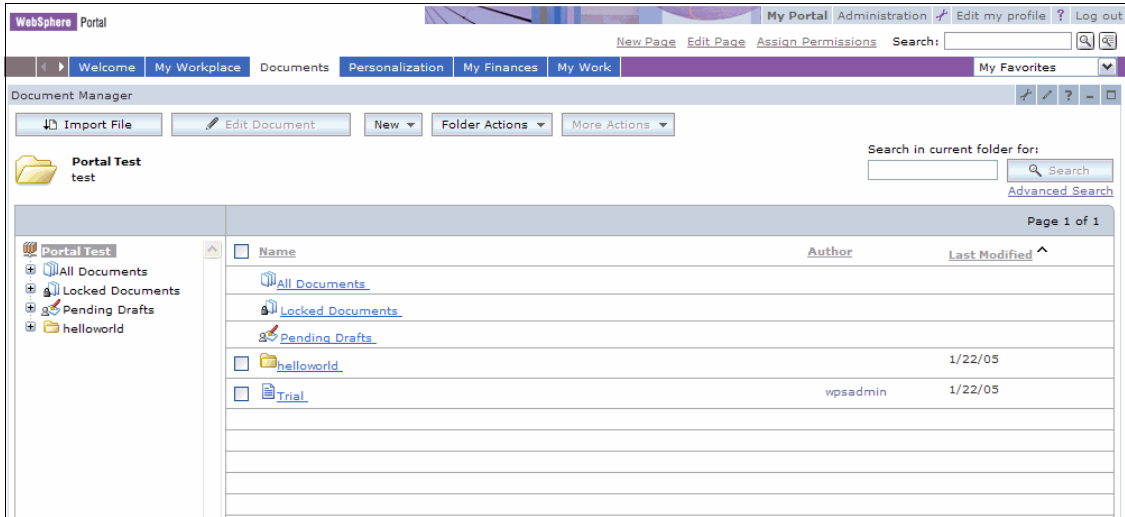 WebSphere Portal
My Portal Administration Edit my profile ? Log out
New Page Edit Page Assign Permissions Search:
Welcome My Workplace Documents Personalization My Finances My Work My Favorites
Document Manager ?
Import File Edit Document New Folder Actions More Actions
Search in current folder for:
Portal Test
test
Search
Advanced Search
Page 1 of 1
Portal Test
All Documents
Locked Documents
Pending Drafts
helloworld
Name Author Last Modified
All Documents
Locked Documents
Pending Drafts
helloworld 1/22/05
Trial wpsadmin 1/22/05